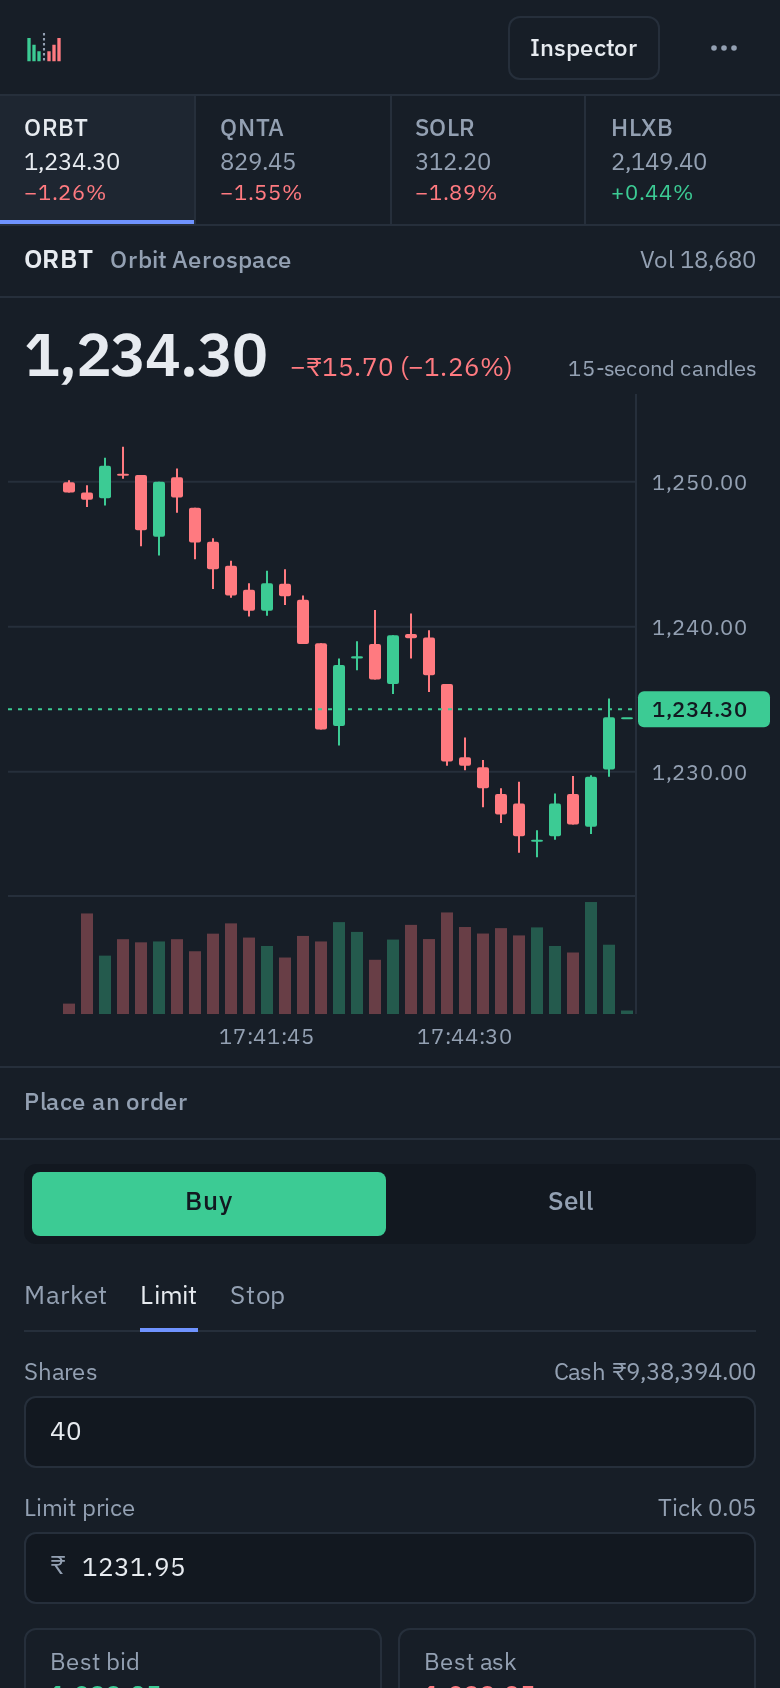 Inspector
ORBT
1,234.30
−1.26%
QNTA
829.45
−1.55%
SOLR
312.20
−1.89%
HLXB
2,149.40
+0.44%
ORBT Orbit Aerospace
Vol 18,680
1,234.30 −₹15.70 (−1.26%)
15-second candles
1,250.00
1,240.00
1,234.30
1,230.00
17:41:45
17:44:30
Place an order
Buy
Sell
Market
Limit
Stop
Shares
Cash ₹9,38,394.00
40
Limit price
Tick 0.05
₹ 1231.95
Best bid
Best ask